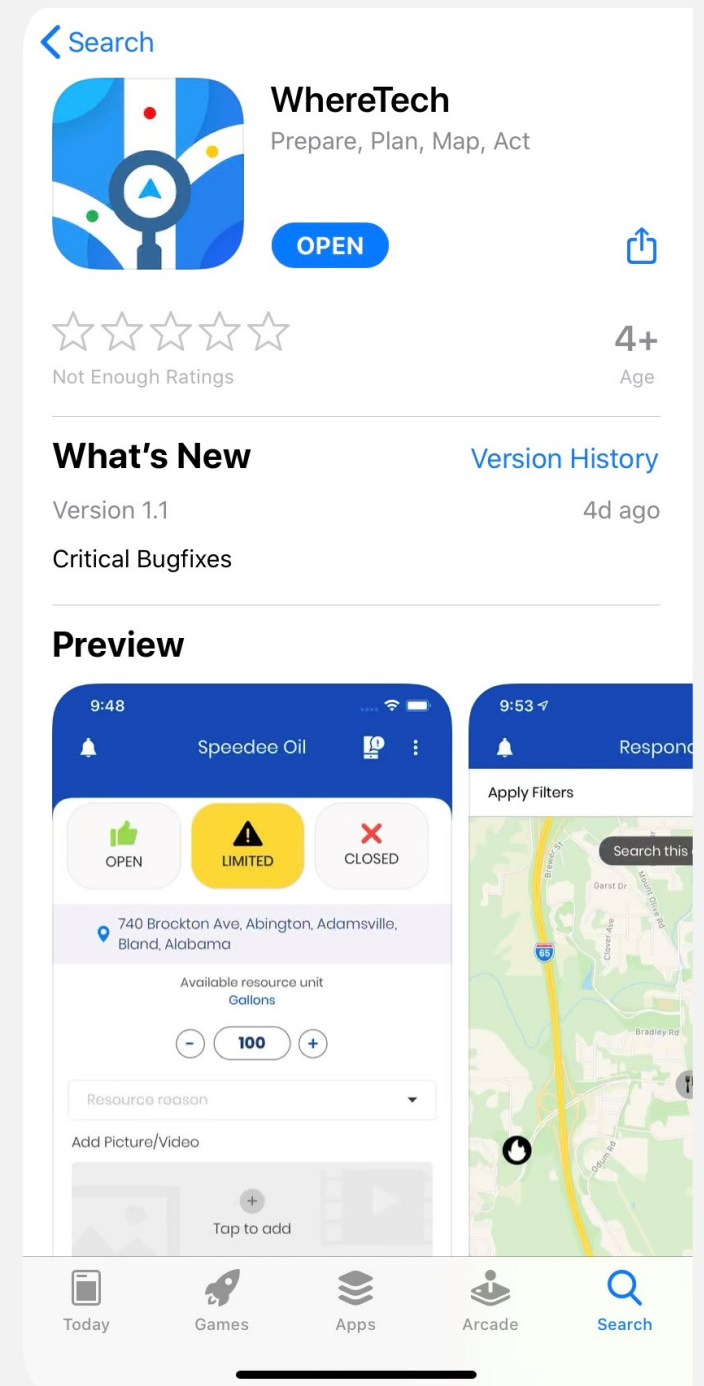 Search
WhereTech
Prepare, Plan, Map, Act
OPEN
Not Enough Ratings
4+
Age
What's New
Version History
Version 1.1
4d ago
Critical Bugfixes
Preview
9:48
Speedee Oil
OPEN
LIMITED
CLOSED
740 Brockton Ave, Abington, Adamsville,
Bland, Alabama
Available resource unit
Gallons
- 100 +
Resource reason
Add Picture/Video
+
Tap to add
9:53
Respond
Apply Filters
Search this
Brewer St
Garst Dr
Mount Olive Rd
Clover Ave
65
Bradley Rd
Odum Rd
Today
Games
Apps
Arcade
Search